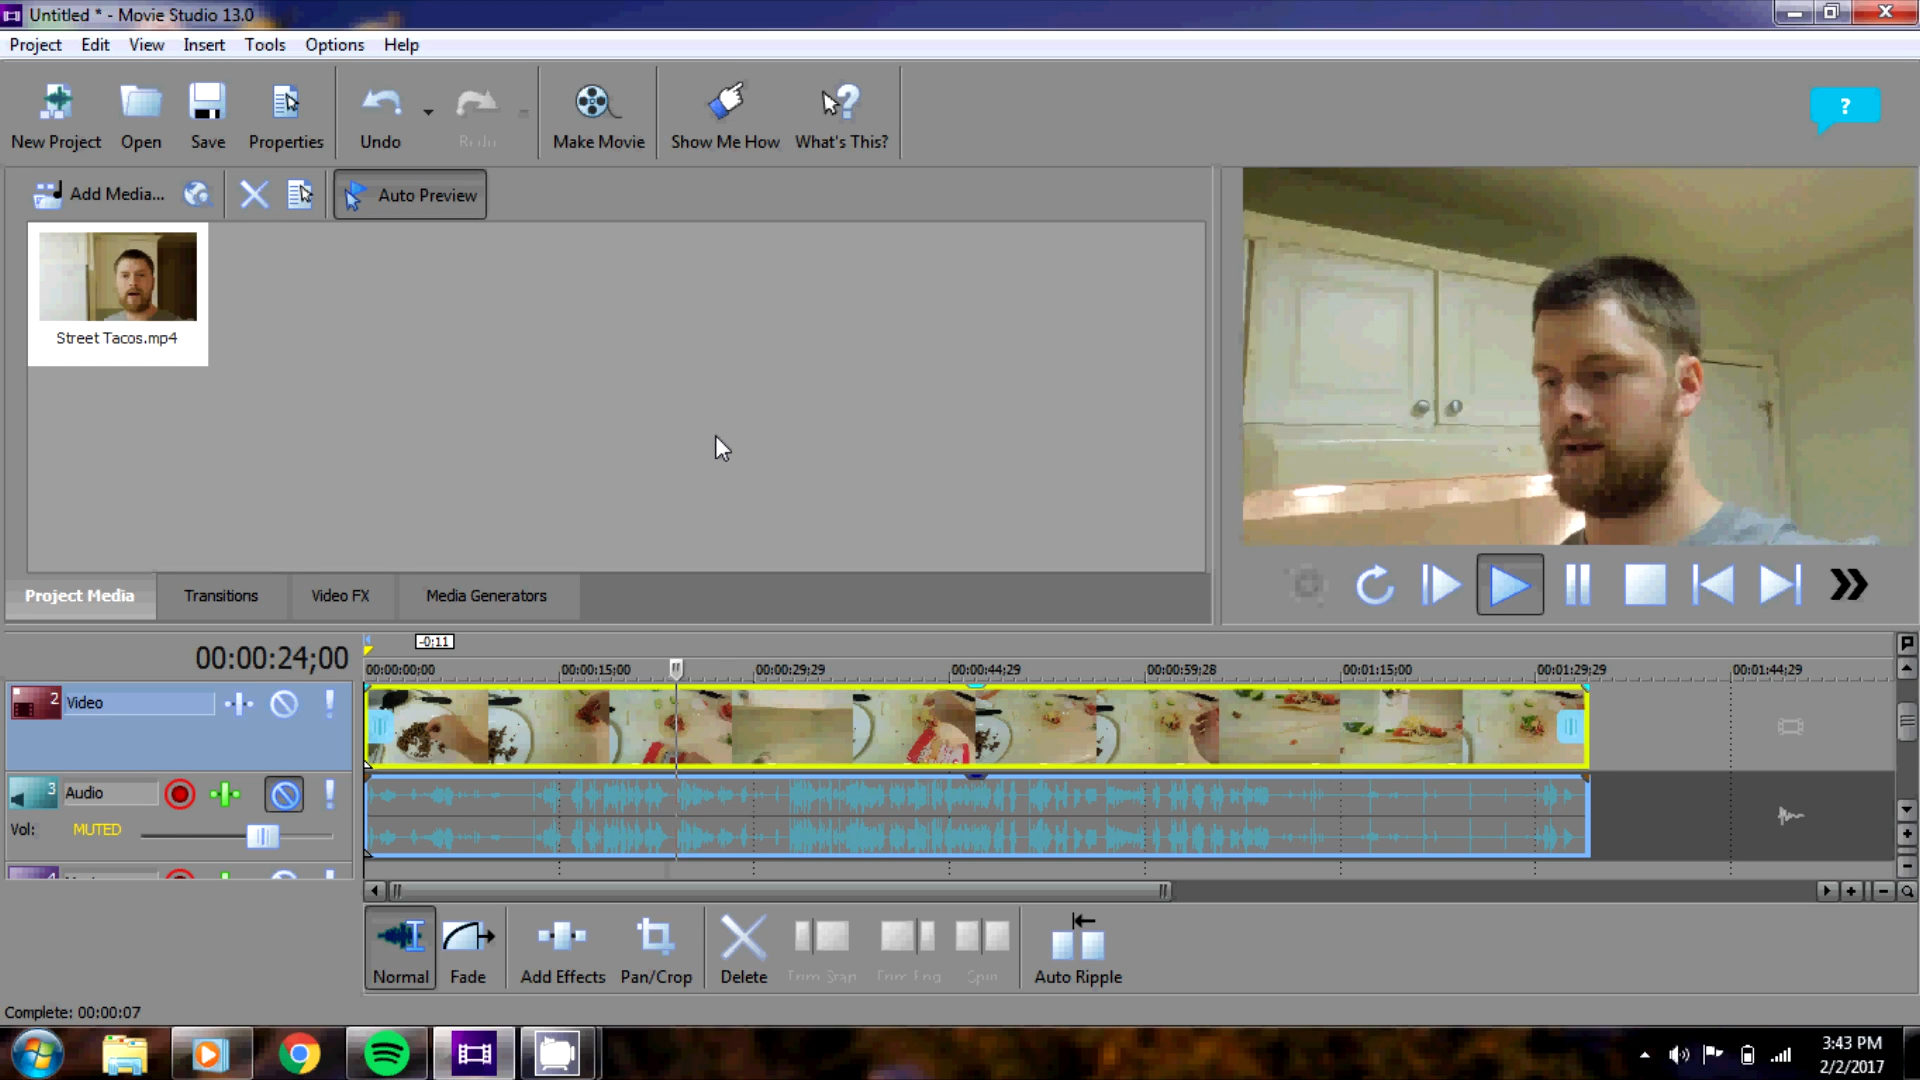 Untitled * - Movie Studio 13.0
Project Edit View Insert Tools Options Help
New Project Open Save Properties Undo Redo Make Movie Show Me How What's This?
?
Add Media... Auto Preview
Street Tacos.mp4
Project Media Transitions Video FX Media Generators
-0:11
00:00:24;00
00:00:00;00 00:00:15;00 00:00:29;29 00:00:44;29 00:00:59;28 00:01:15;00 00:01:29;29 00:01:44;29
2 Video
3 Audio
Vol: MUTED
Normal Fade Add Effects Pan/Crop Delete Trim Start Trim End Split Auto Ripple
Complete: 00:00:07
3:43 PM
2/2/2017